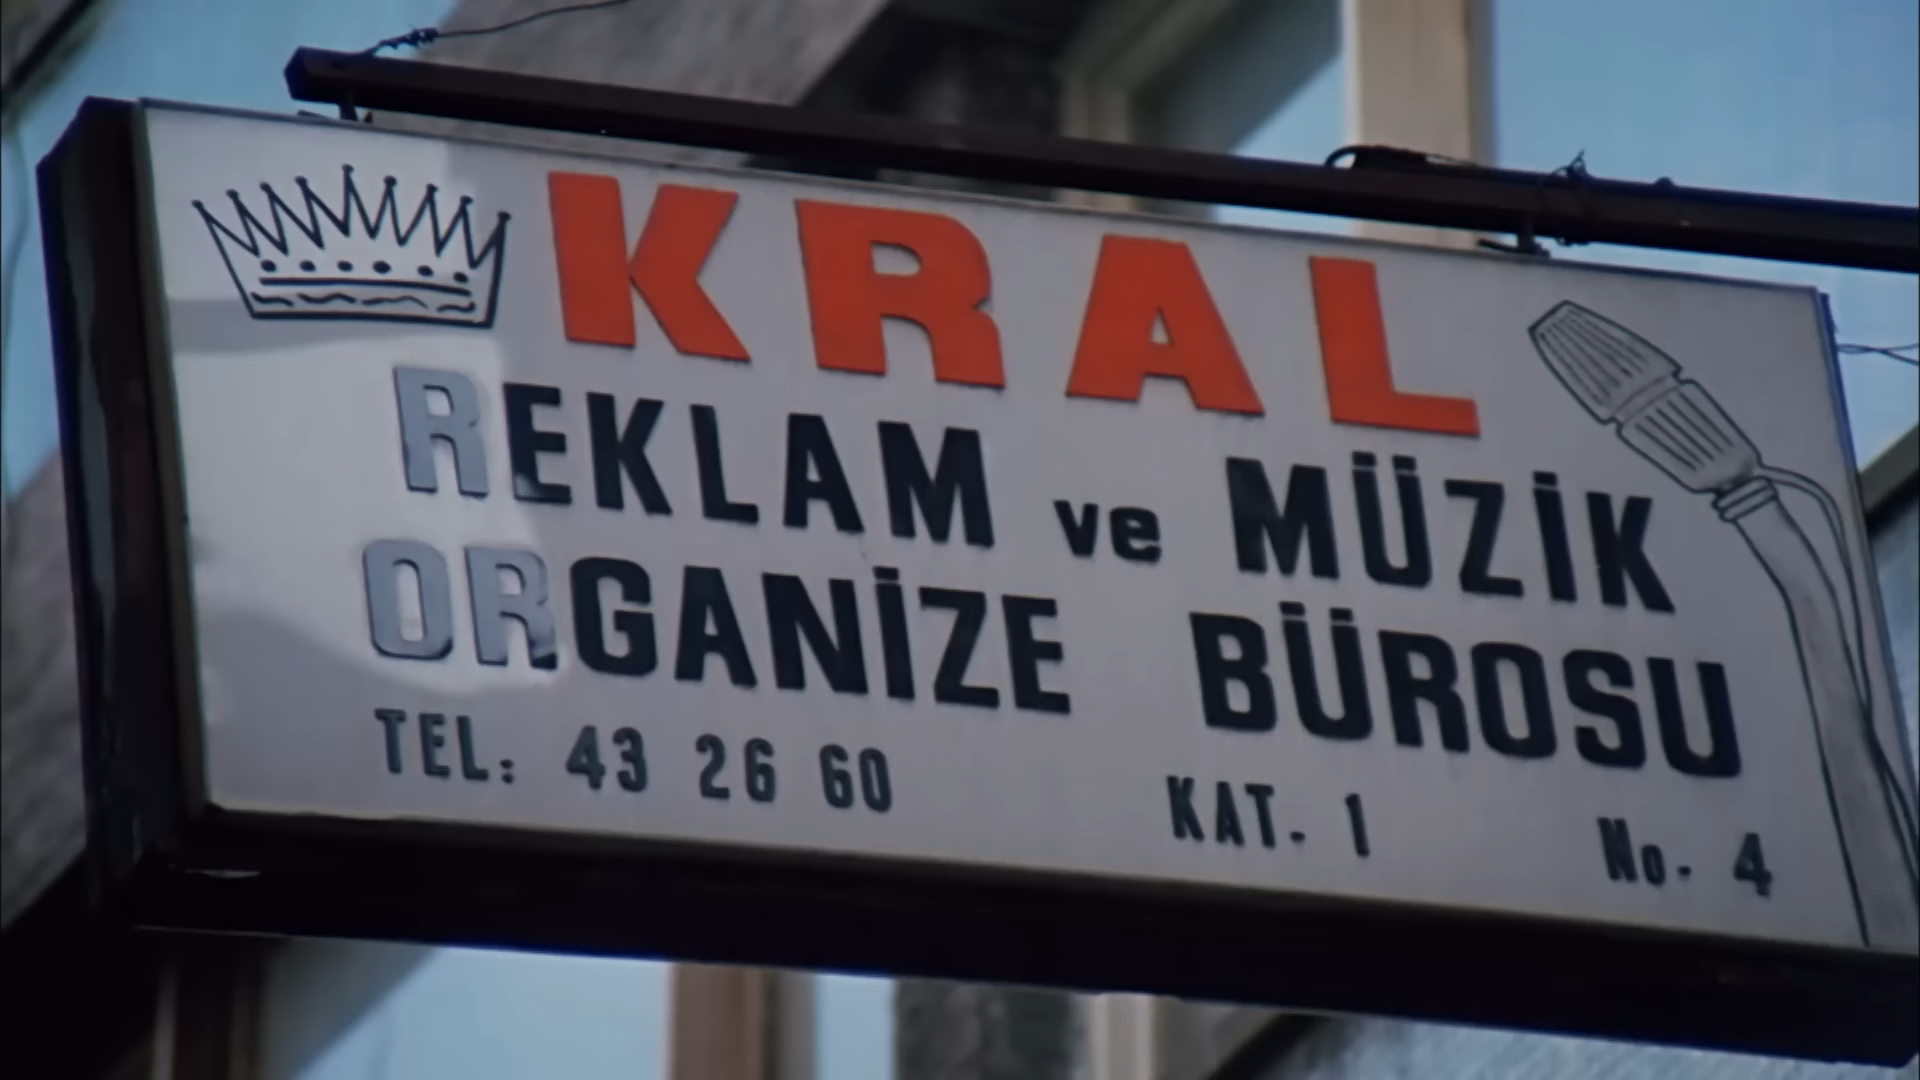 KRAL
REKLAM ve MÜZİK
ORGANİZE BÜROSU
TEL: 43 26 60 KAT. 1 No. 4